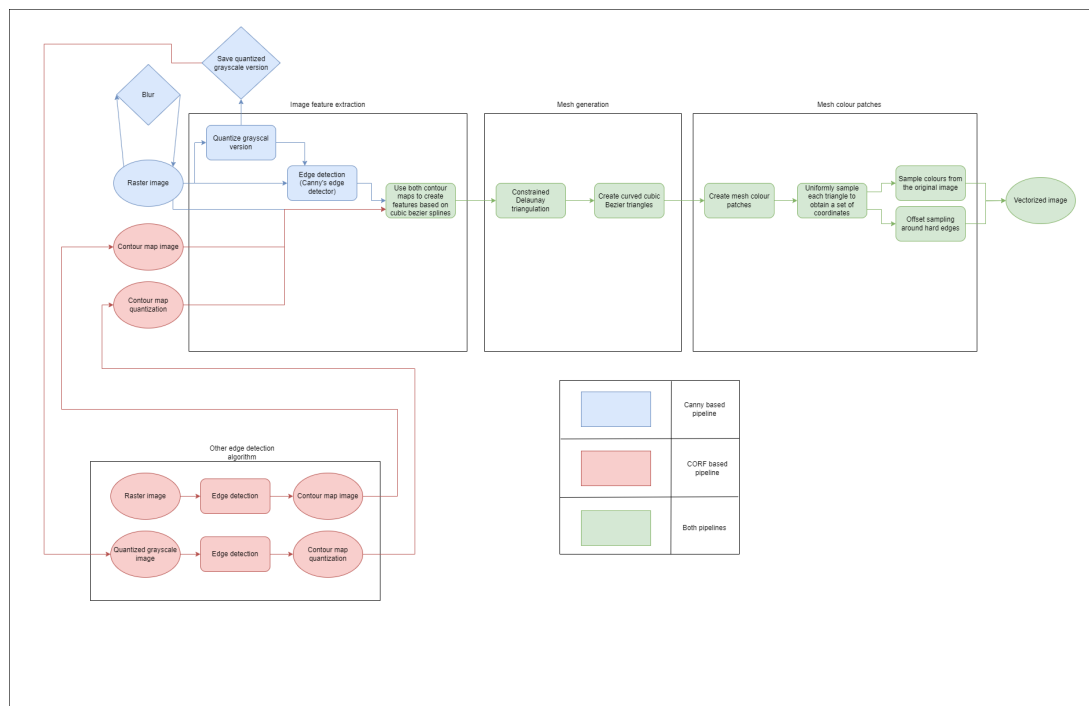 Save quantized
grayscale version
Blur
Image feature extraction
Mesh generation
Mesh colour patches
Quantize grayscal
version
Raster image
Edge detection
(Canny's edge
detector)
Use both contour
maps to create
features based on
cubic bezier splines
Constrained
Delaunay
triangulation
Create curved cubic
Bezier triangles
Create mesh colour
patches
Uniformly sample
each triangle to
obtain a set of
coordinates
Sample colours from
the original image
Offset sampling
around hard edges
Vectorized image
Contour map image
Contour map
quantization
Canny based
pipeline
CORF based
pipeline
Both pipelines
Other edge detection
algorithm
Raster image
Edge detection
Contour map image
Quantized grayscale
image
Edge detection
Contour map
quantization